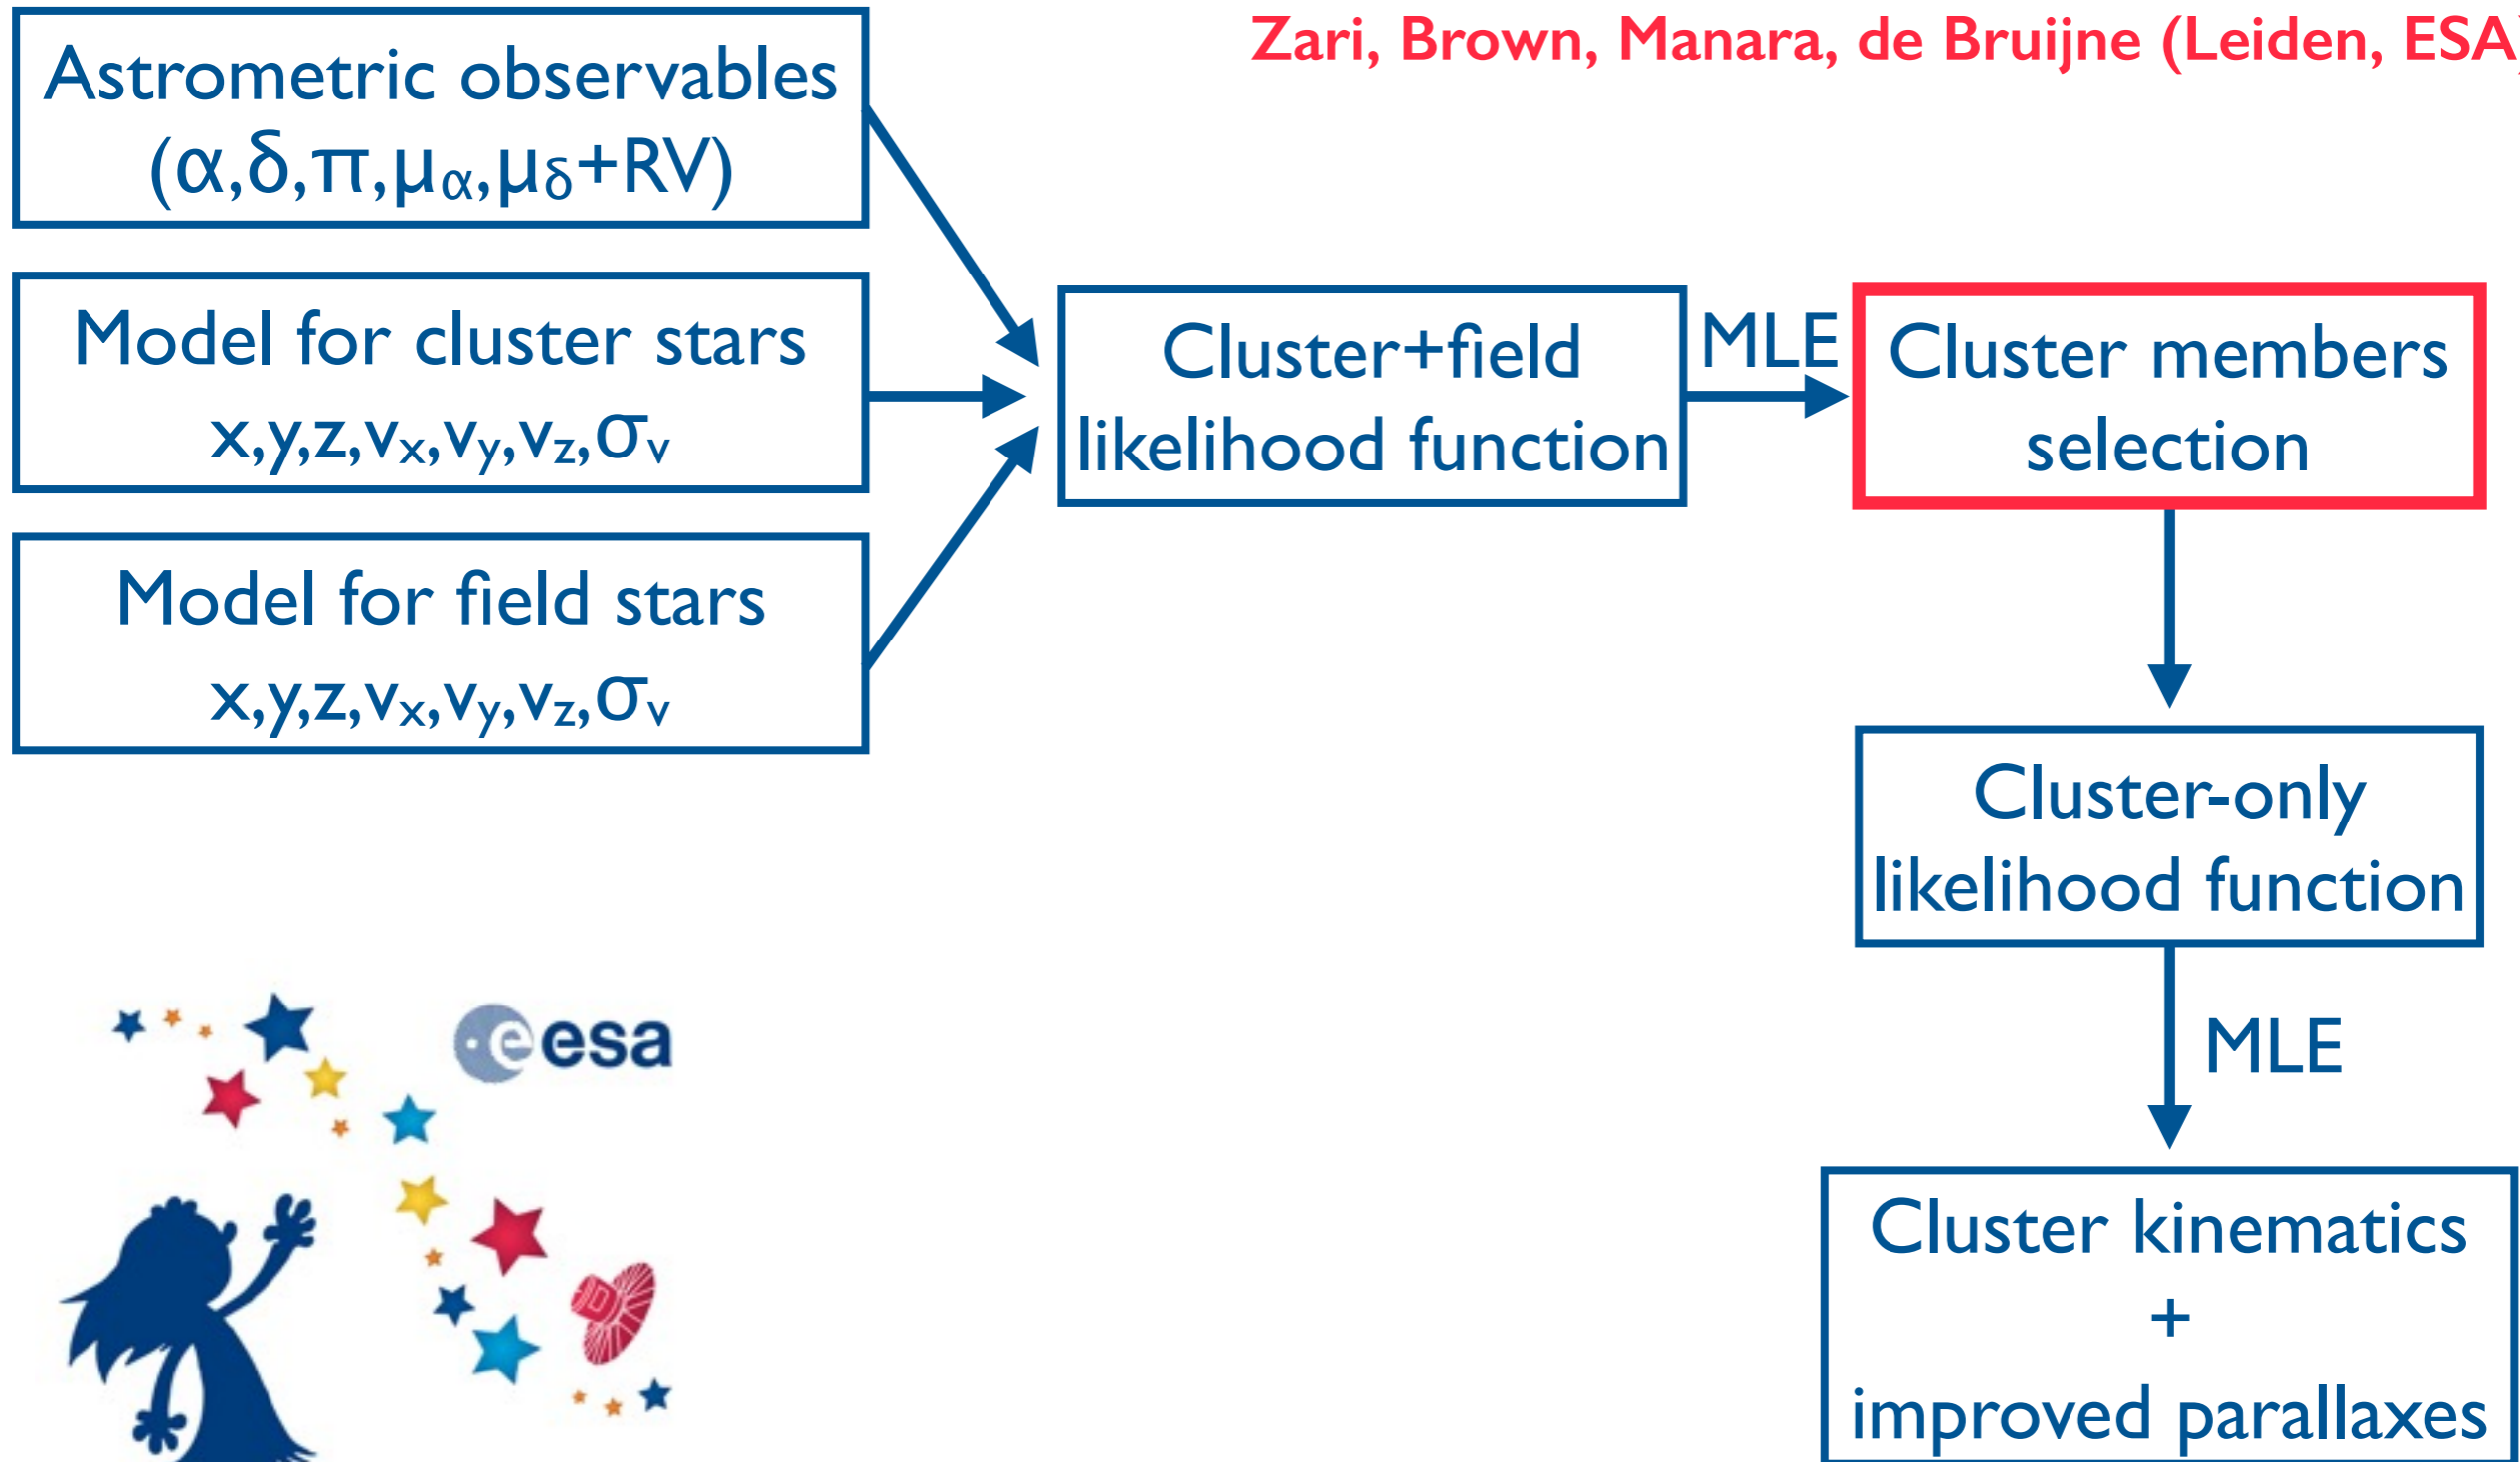 Zari, Brown, Manara, de Bruijne (Leiden, ESA)
Astrometric observables
(α,δ,π,μα,μδ+RV)
Model for cluster stars
x,y,z,vx,vy,vz,σv
Model for field stars
x,y,z,vx,vy,vz,σv
Cluster+field
likelihood function
MLE
Cluster members
selection
Cluster-only
likelihood function
MLE
Cluster kinematics
+
improved parallaxes
esa